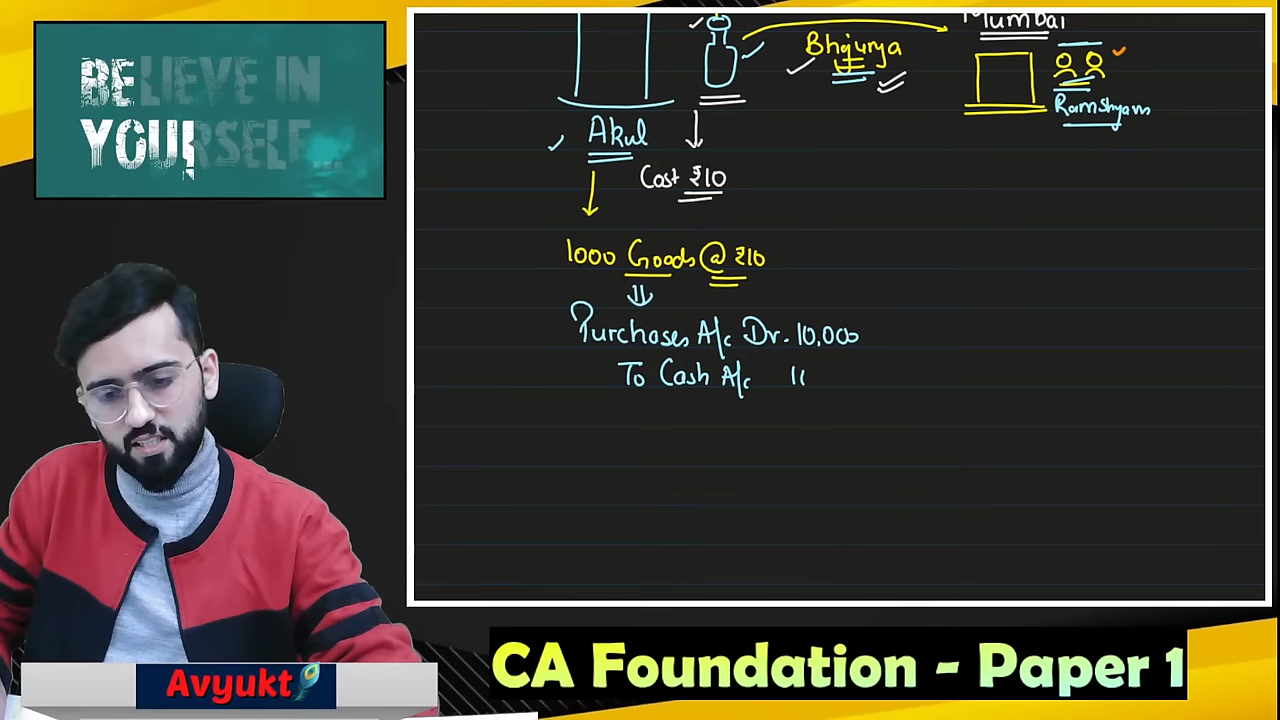 BELIEVE IN
YOURSELF...
Mumbai
Bhijunga
Ramshyam
Akul
Cost ₹10
1000 Goods @ ₹10
Purchases A/c Dr. 10,000
To Cash A/c "
Avyukt
CA Foundation - Paper 1